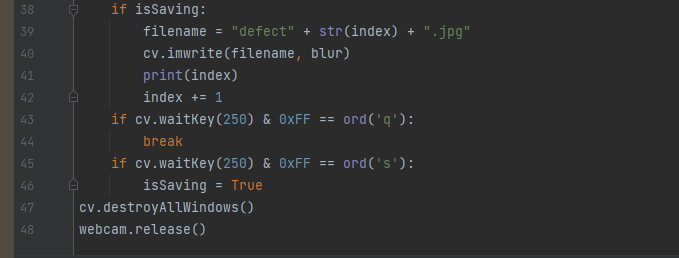 38 if isSaving:
39 filename = "defect" + str(index) + ".jpg"
40 cv.imwrite(filename, blur)
41 print(index)
42 index += 1
43 if cv.waitKey(250) & 0xFF == ord('q'):
44 break
45 if cv.waitKey(250) & 0xFF == ord('s'):
46 isSaving = True
47 cv.destroyAllWindows()
48 webcam.release()